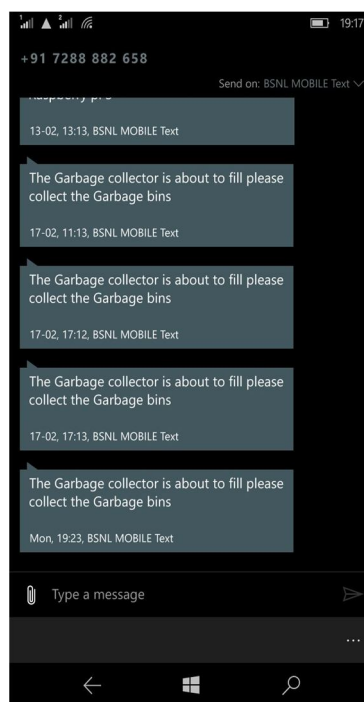 19:17
+91 7288 882 658
Send on: BSNL MOBILE Text
Raspberry pi 3
13-02, 13:13, BSNL MOBILE Text
The Garbage collector is about to fill please
collect the Garbage bins
17-02, 11:13, BSNL MOBILE Text
The Garbage collector is about to fill please
collect the Garbage bins
17-02, 17:12, BSNL MOBILE Text
The Garbage collector is about to fill please
collect the Garbage bins
17-02, 17:13, BSNL MOBILE Text
The Garbage collector is about to fill please
collect the Garbage bins
Mon, 19:23, BSNL MOBILE Text
Type a message